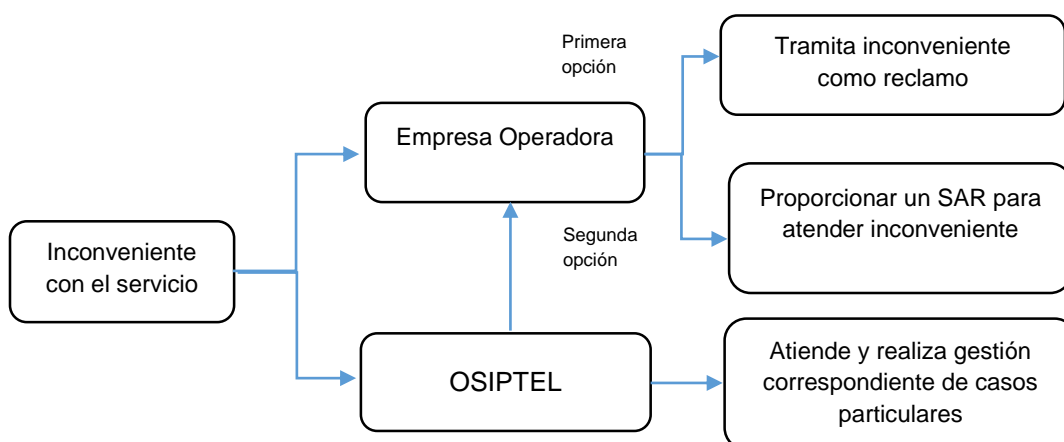 Inconveniente
con el servicio
Primera
opción
Empresa Operadora
Segunda
opción
OSIPTEL
Tramita inconveniente
como reclamo
Proporcionar un SAR para
atender inconveniente
Atiende y realiza gestión
correspondiente de casos
particulares